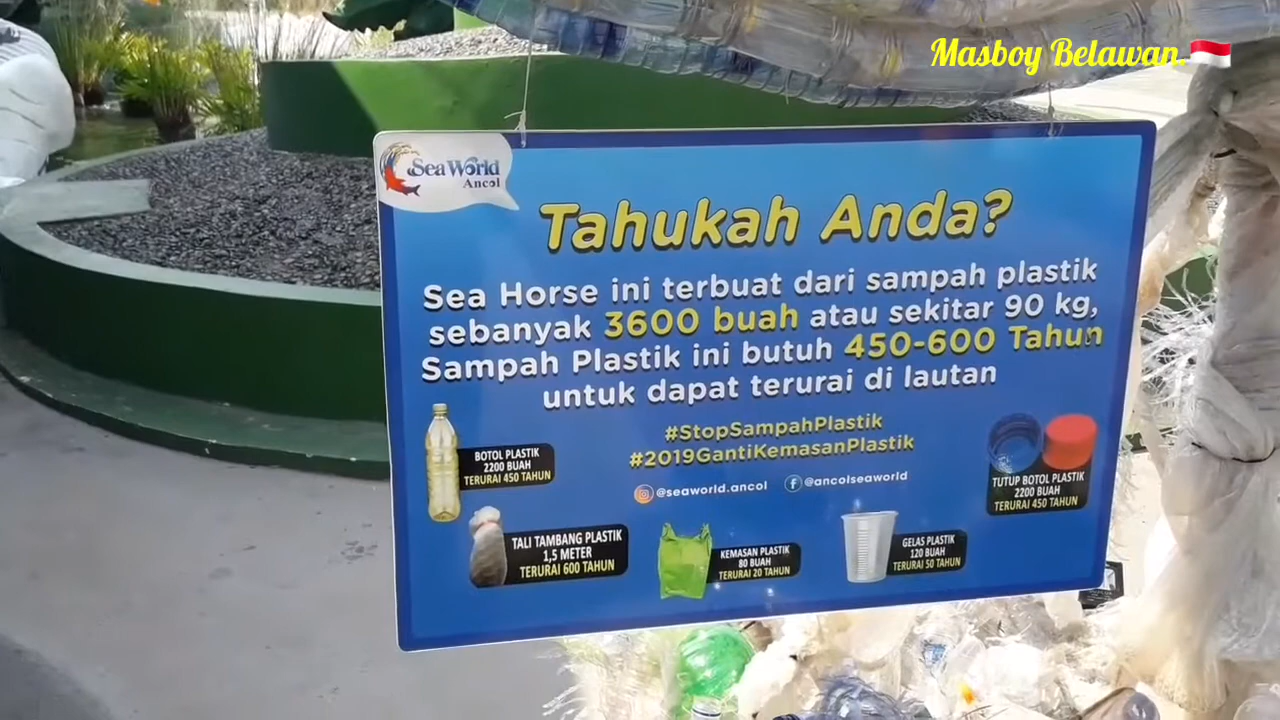 Masboy Belawan.
Sea World
Ancol
Tahukah Anda?
Sea Horse ini terbuat dari sampah plastik
sebanyak 3600 buah atau sekitar 90 kg,
Sampah Plastik ini butuh 450-600 Tahun
untuk dapat terurai di lautan
#StopSampahPlastik
#2019GantiKemasanPlastik
@seaworld.ancol @ancolseaworld
BOTOL PLASTIK
2200 BUAH
TERURAI 450 TAHUN
TUTUP BOTOL PLASTIK
2200 BUAH
TERURAI 450 TAHUN
TALI TAMBANG PLASTIK
1,5 METER
TERURAI 600 TAHUN
KEMASAN PLASTIK
80 BUAH
TERURAI 20 TAHUN
GELAS PLASTIK
120 BUAH
TERURAI 50 TAHUN